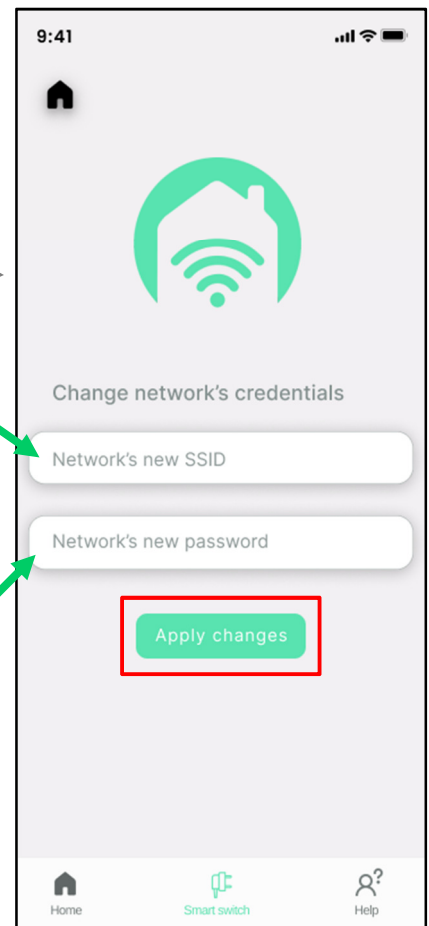 9:41
Change network's credentials
Network's new SSID
Network's new password
Apply changes
Home
Smart switch
?
Help